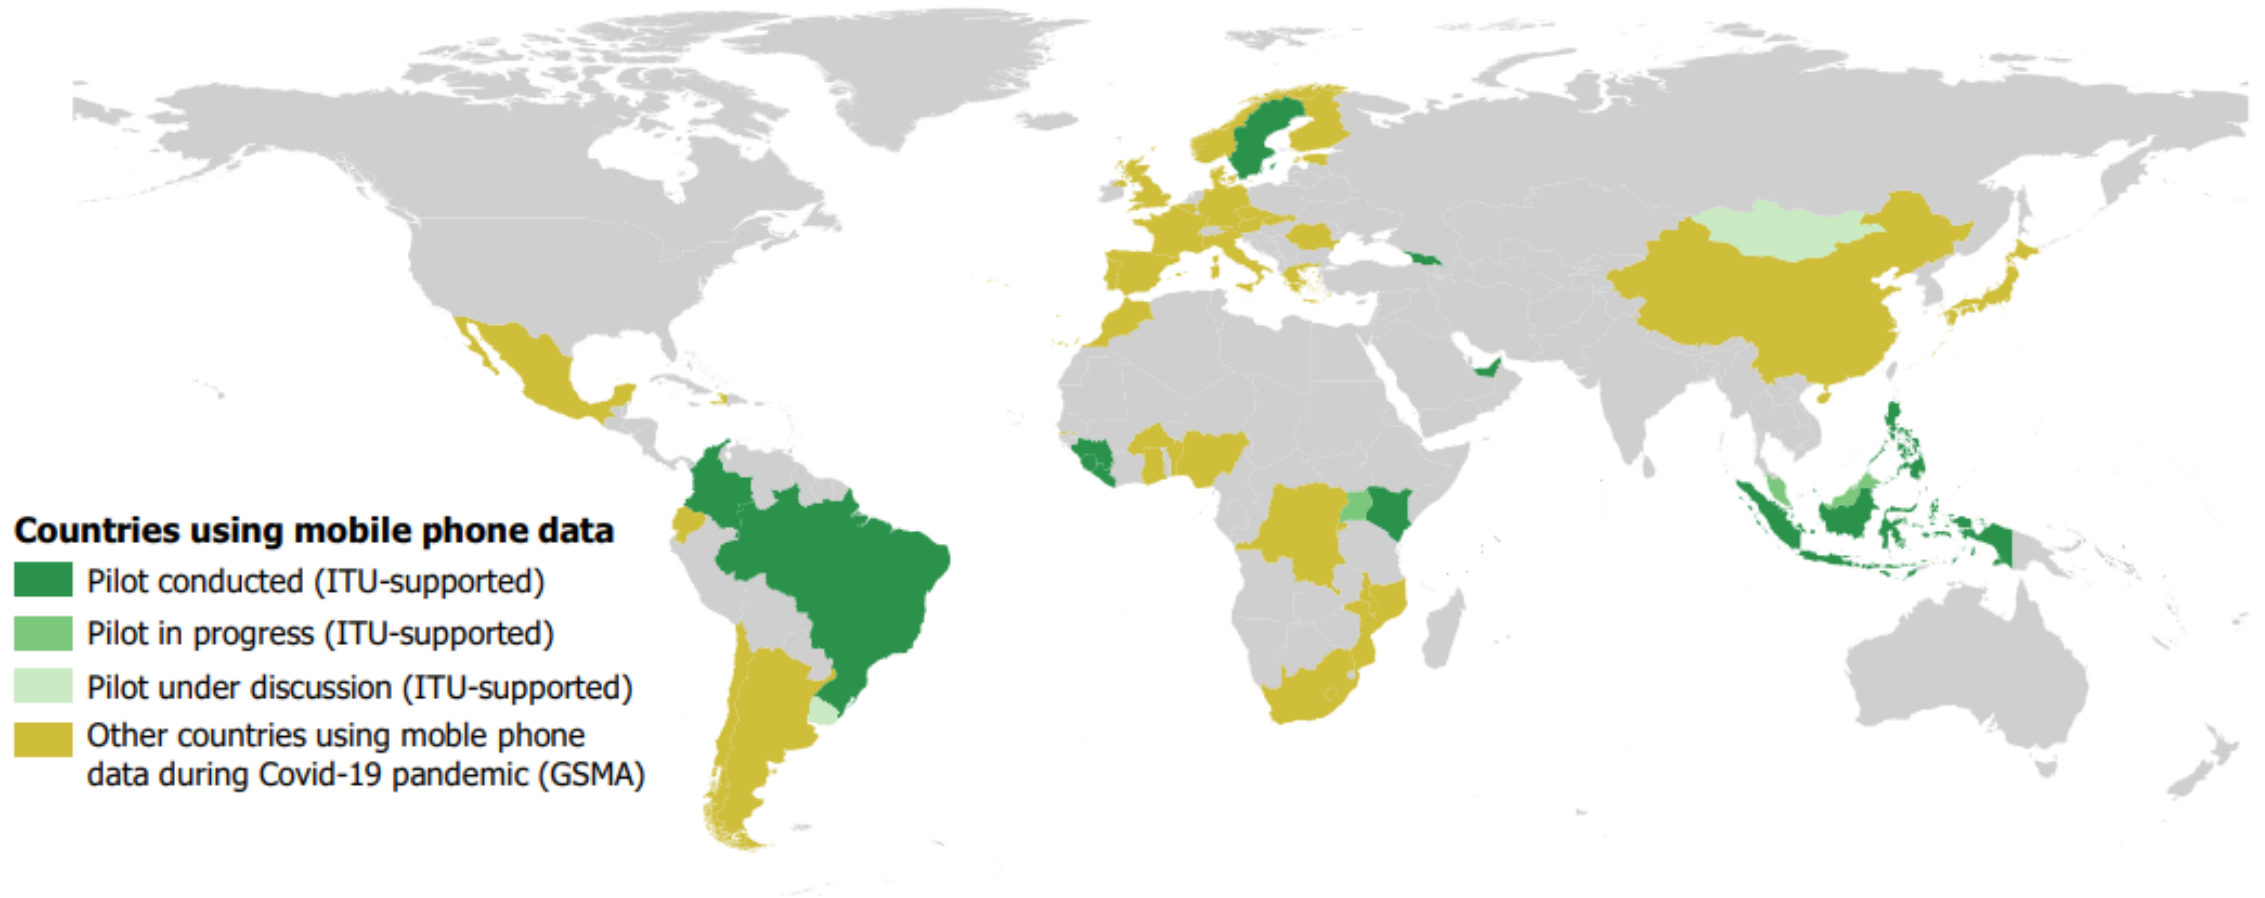 Countries using mobile phone data
Pilot conducted (ITU-supported)
Pilot in progress (ITU-supported)
Pilot under discussion (ITU-supported)
Other countries using moble phone
data during Covid-19 pandemic (GSMA)